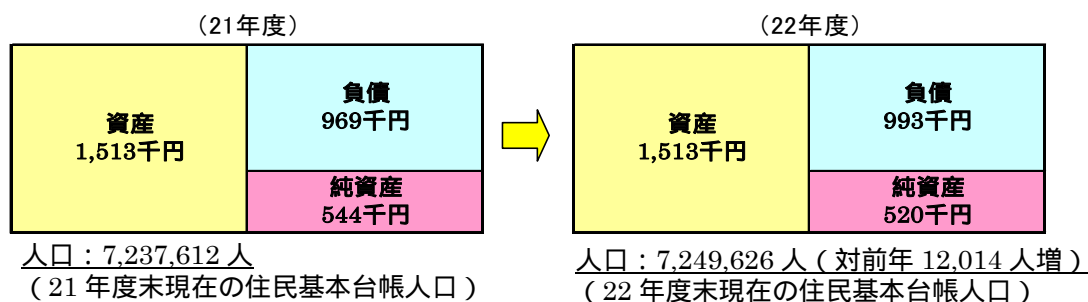 （21年度）
資産
1,513千円
負債
969千円
純資産
544千円
人口：7,237,612 人
（21 年度末現在の住民基本台帳人口）
（22年度）
資産
1,513千円
負債
993千円
純資産
520千円
人口：7,249,626 人（対前年 12,014 人増）
（22 年度末現在の住民基本台帳人口）